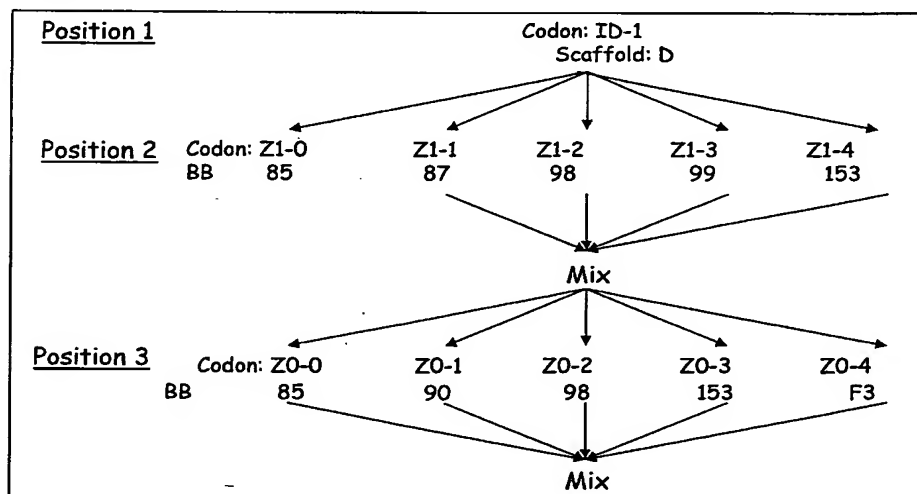 Position 1 Codon: ID-1
Scaffold: D
Position 2 Codon: Z1-0 Z1-1 Z1-2 Z1-3 Z1-4
BB 85 87 98 99 153
Mix
Position 3 Codon: Z0-0 Z0-1 Z0-2 Z0-3 Z0-4
BB 85 90 98 153 F3
Mix